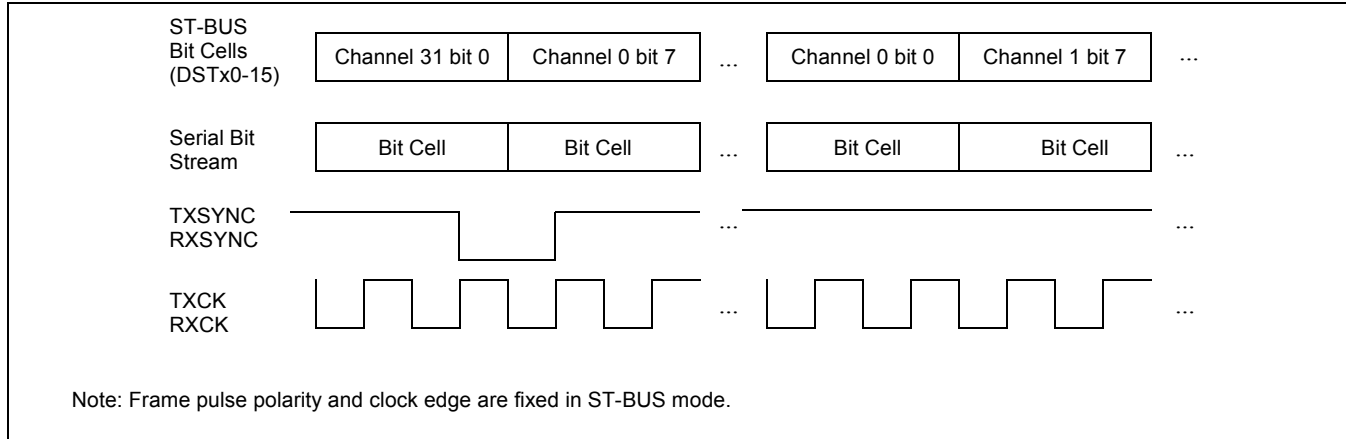 ST-BUS
Bit Cells
(DSTx0-15)
Channel 31 bit 0 Channel 0 bit 7 ... Channel 0 bit 0 Channel 1 bit 7 ...
Serial Bit
Stream
Bit Cell Bit Cell ... Bit Cell Bit Cell ...
TXSYNC
RXSYNC
... ...
TXCK
RXCK
... ...
Note: Frame pulse polarity and clock edge are fixed in ST-BUS mode.